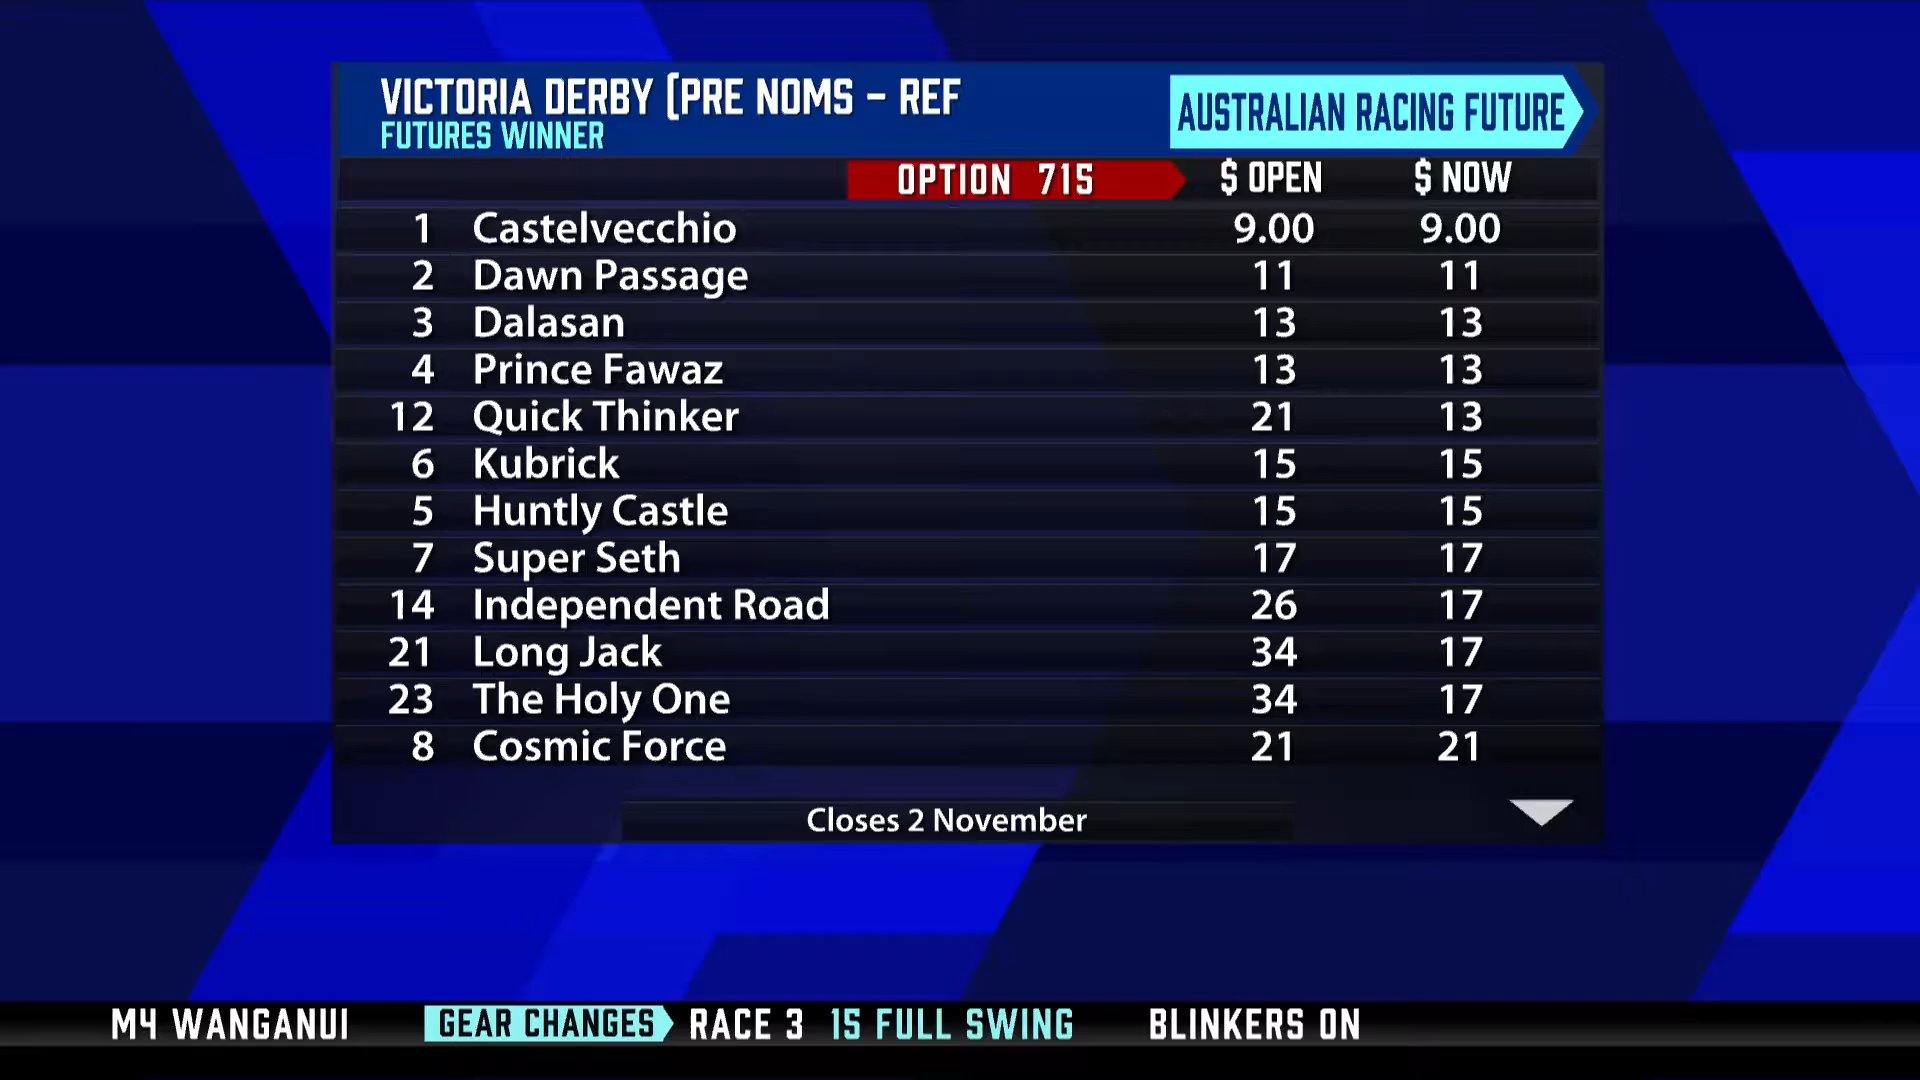 VICTORIA DERBY (PRE NOMS - REF
FUTURES WINNER
AUSTRALIAN RACING FUTURE
OPTION 715 $ OPEN $ NOW
1 Castelvecchio 9.00 9.00
2 Dawn Passage 11 11
3 Dalasan 13 13
4 Prince Fawaz 13 13
12 Quick Thinker 21 13
6 Kubrick 15 15
5 Huntly Castle 15 15
7 Super Seth 17 17
14 Independent Road 26 17
21 Long Jack 34 17
23 The Holy One 34 17
8 Cosmic Force 21 21
Closes 2 November
M4 WANGANUI GEAR CHANGES RACE 3 15 FULL SWING BLINKERS ON